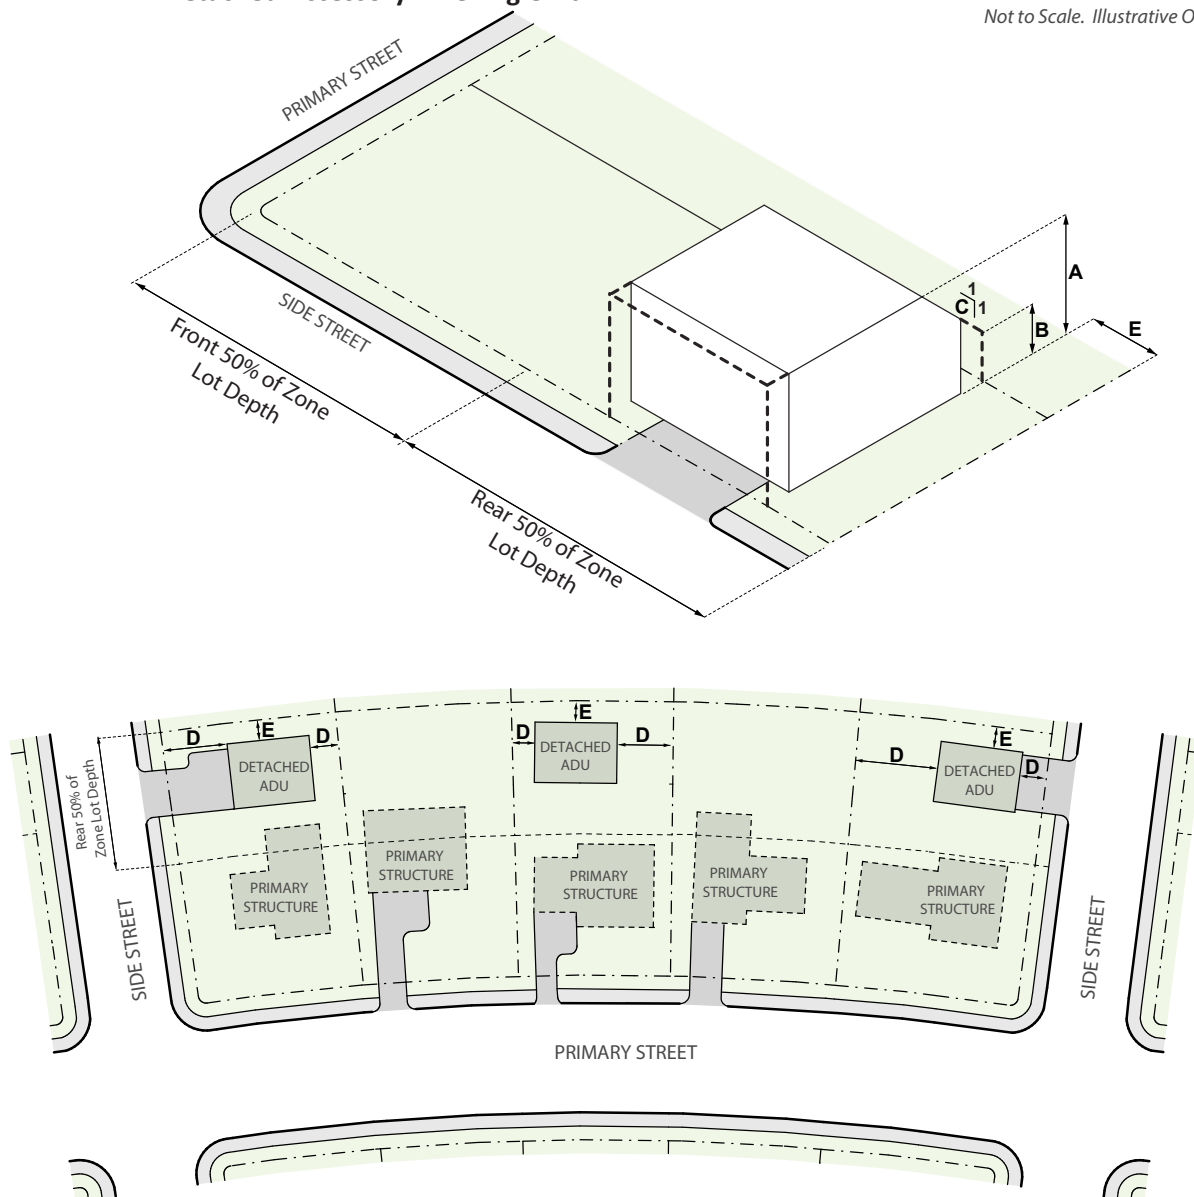 Not to Scale. Illustrative O
PRIMARY STREET
SIDE STREET
Front 50% of Zone
Lot Depth
Rear 50% of Zone
Lot Depth
A
1
C
1
B
E
D
E
D
D
E
D
D
E
D
DETACHED
ADU
DETACHED
ADU
DETACHED
ADU
Rear 50% of
Zone Lot Depth
PRIMARY
STRUCTURE
PRIMARY
STRUCTURE
PRIMARY
STRUCTURE
PRIMARY
STRUCTURE
PRIMARY
STRUCTURE
SIDE STREET
SIDE STREET
PRIMARY STREET